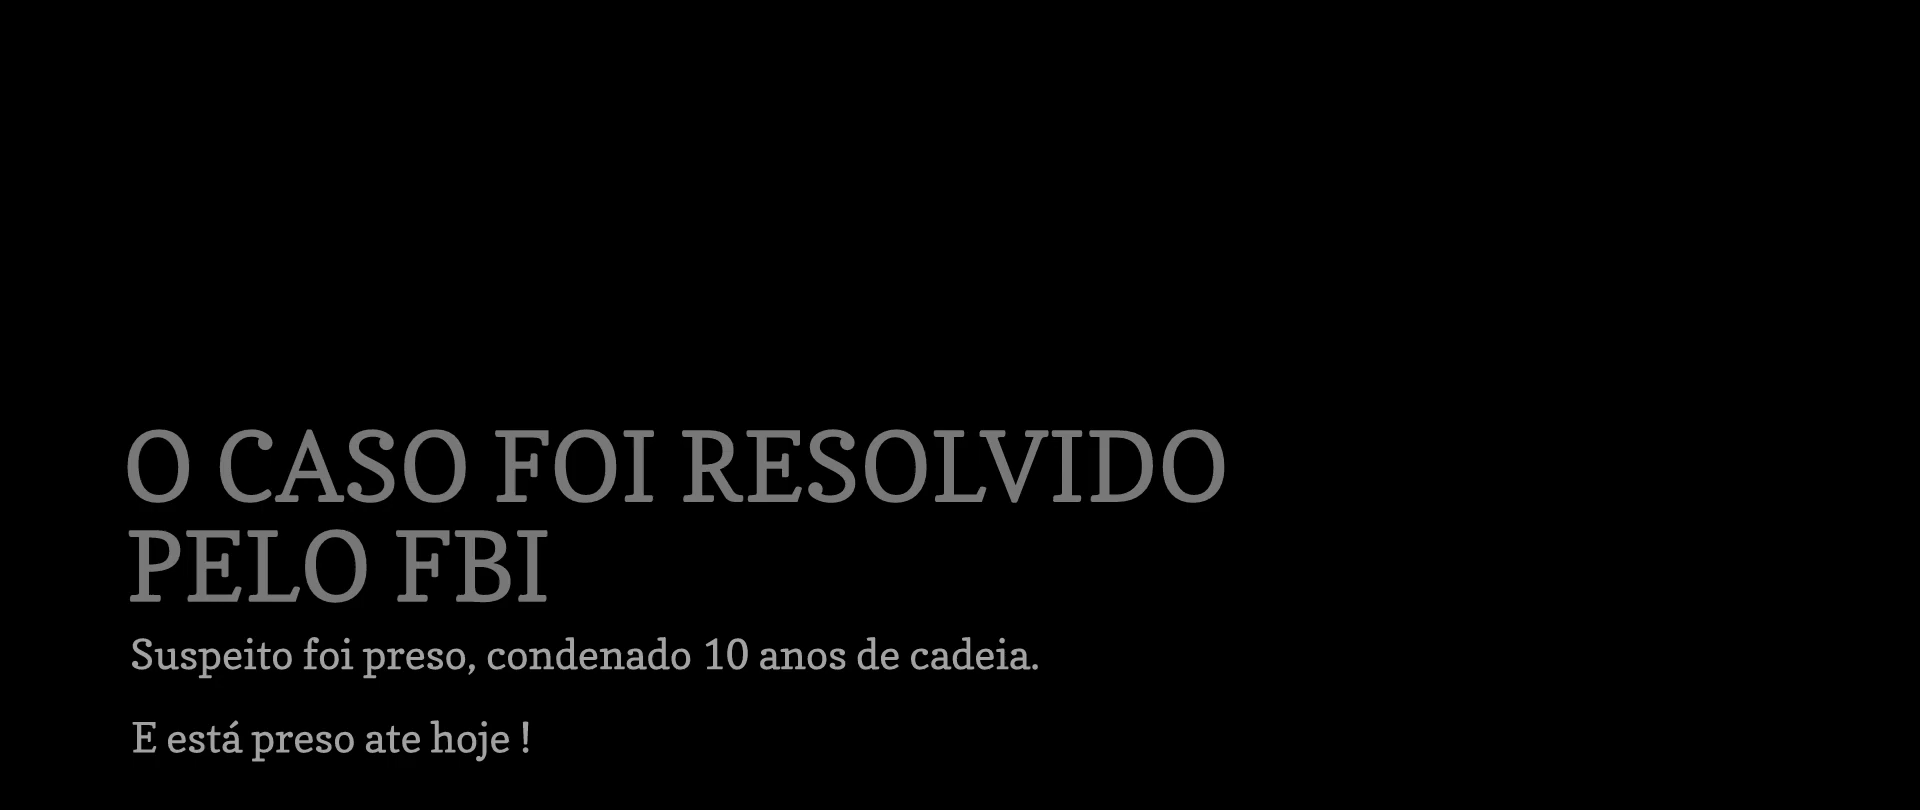 O CASO FOI RESOLVIDO
PELO FBI
Suspeito foi preso, condenado 10 anos de cadeia.
E está preso ate hoje !